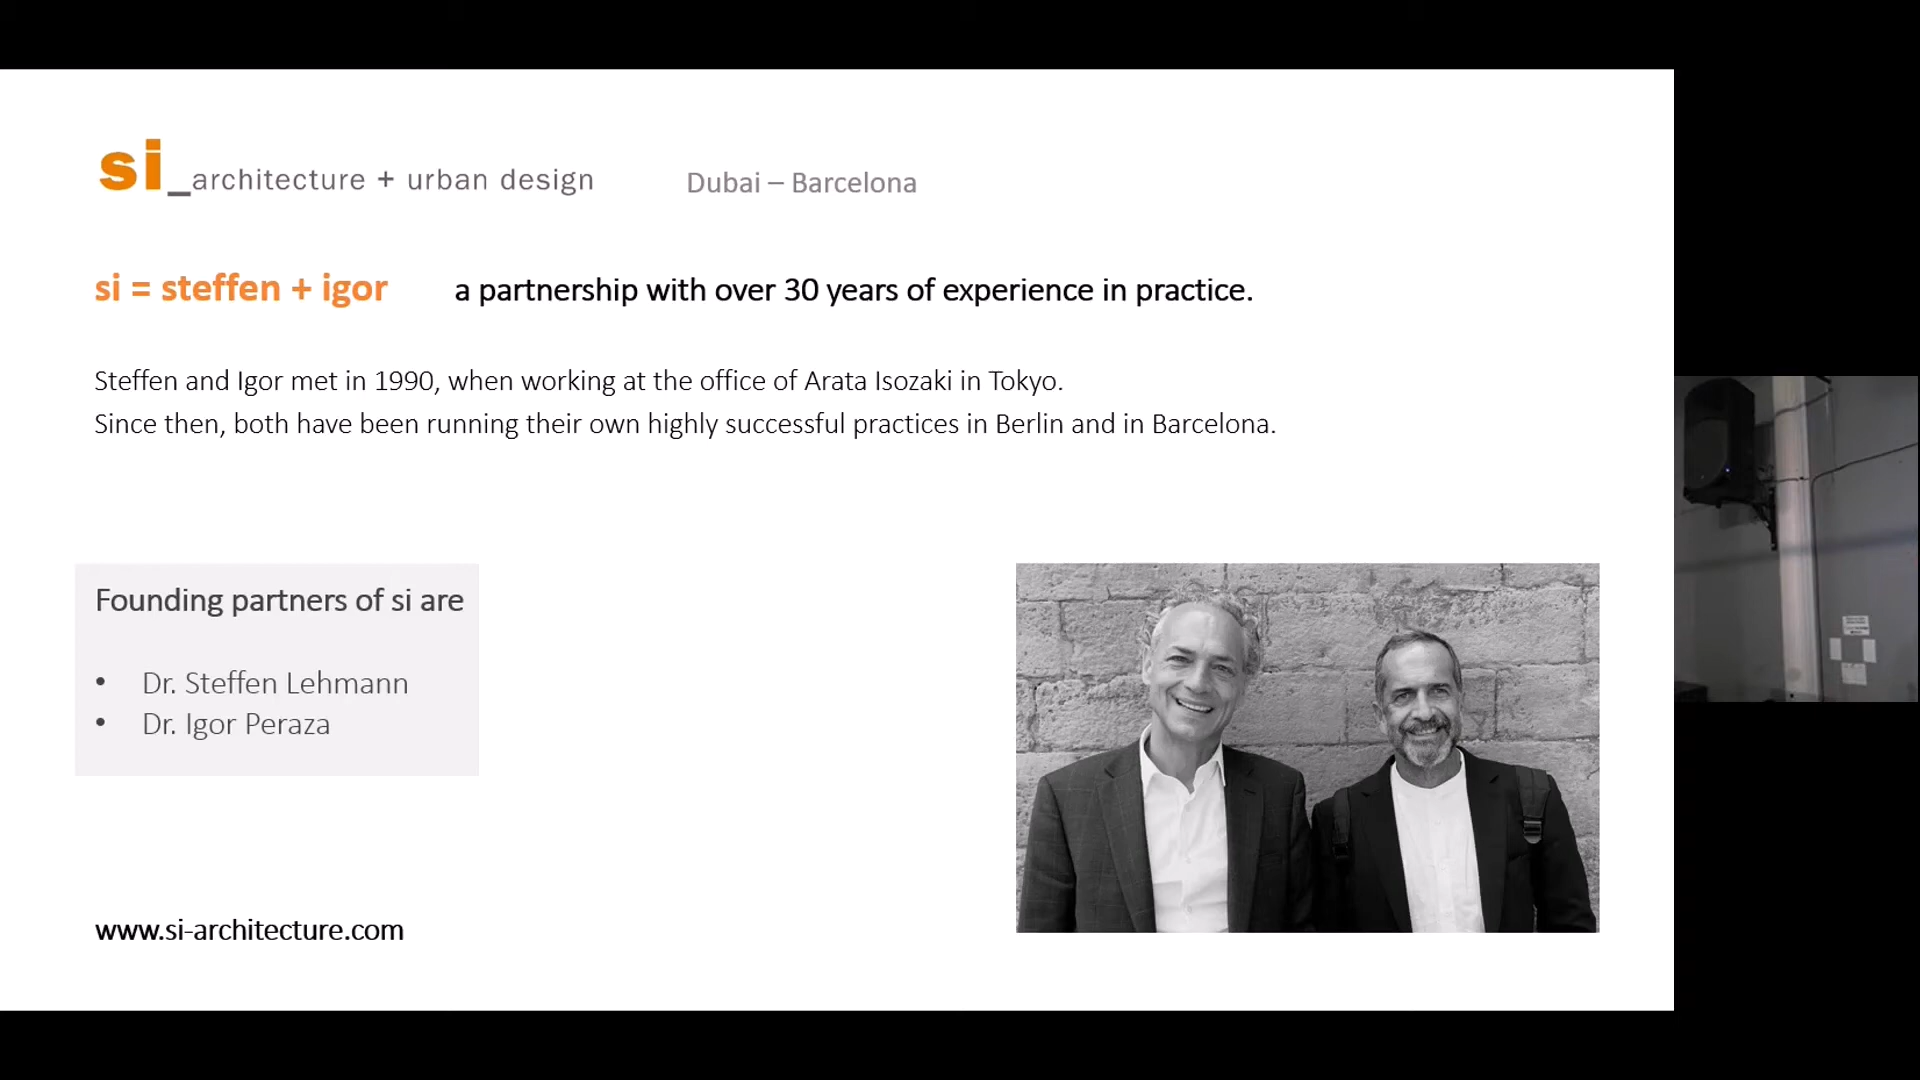 si_architecture + urban design
Dubai – Barcelona
si = steffen + igor
a partnership with over 30 years of experience in practice.
Steffen and Igor met in 1990, when working at the office of Arata Isozaki in Tokyo.
Since then, both have been running their own highly successful practices in Berlin and in Barcelona.
Founding partners of si are
• Dr. Steffen Lehmann
• Dr. Igor Peraza
www.si-architecture.com